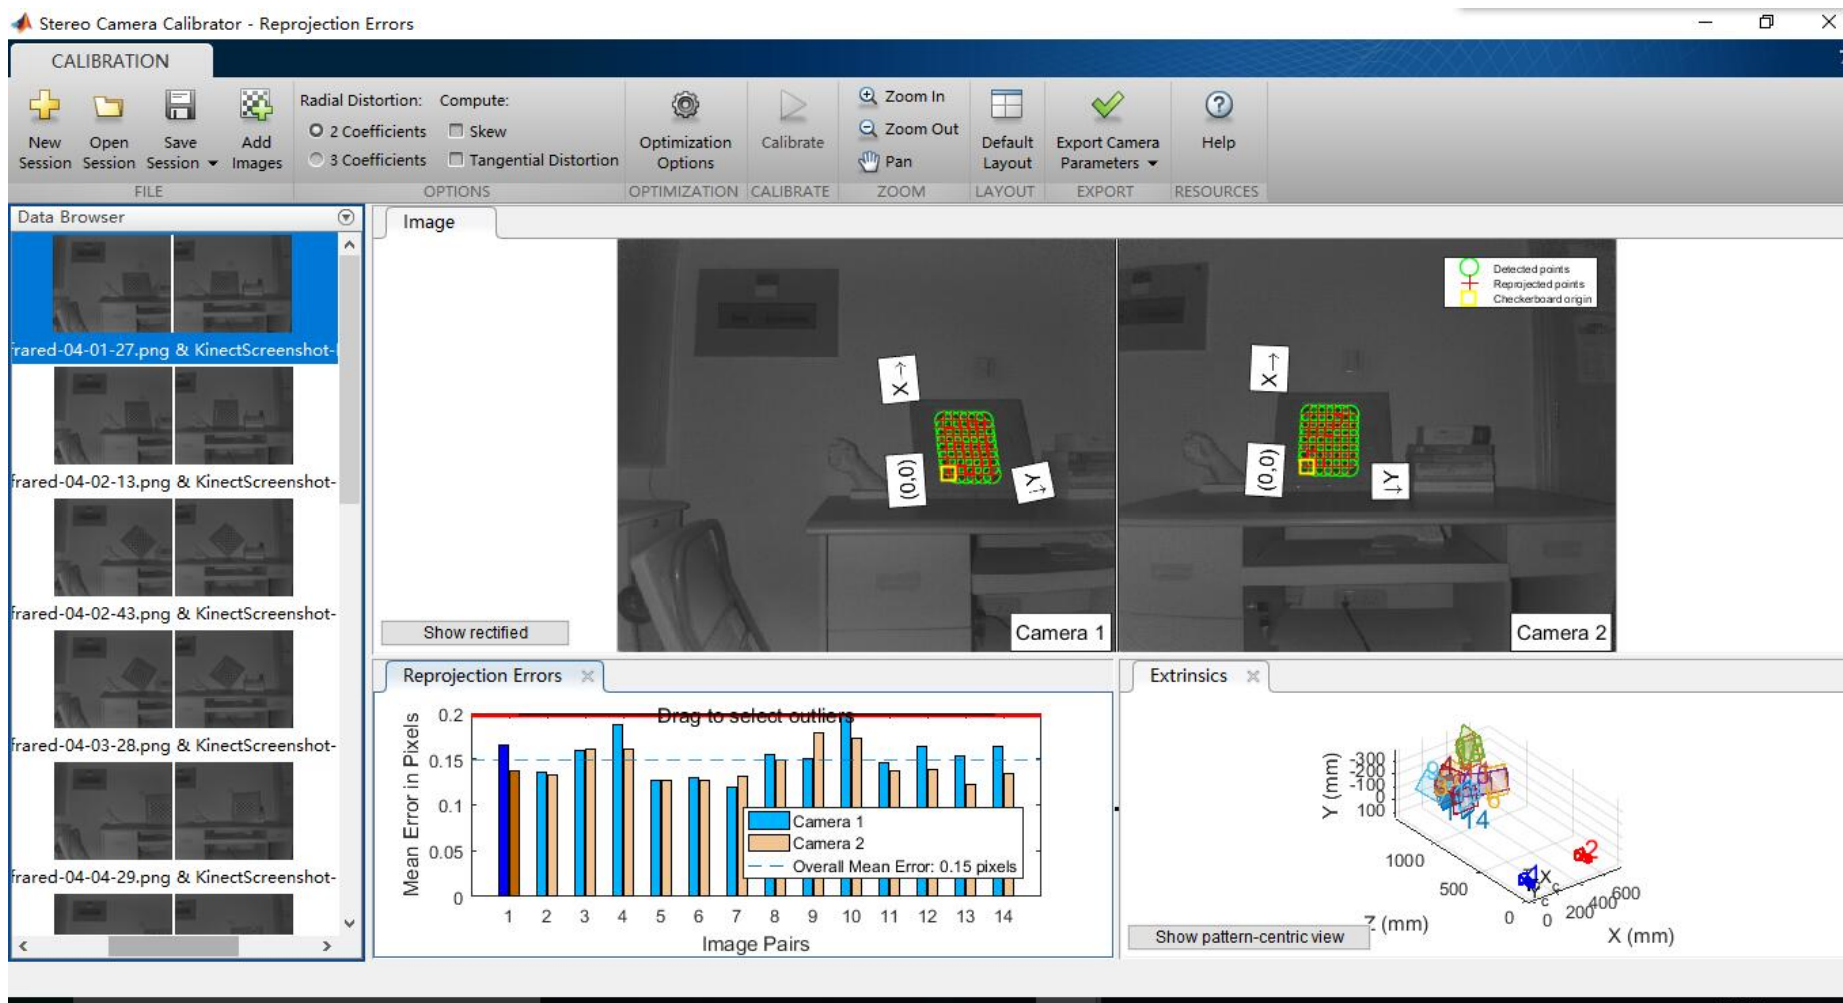 Stereo Camera Calibrator - Reprojection Errors
CALIBRATION
New Session
Open Session
Save Session
Add Images
FILE
Radial Distortion:
2 Coefficients
3 Coefficients
Compute:
Skew
Tangential Distortion
OPTIONS
Optimization Options
OPTIMIZATION
Calibrate
CALIBRATE
Zoom In
Zoom Out
Pan
ZOOM
Default Layout
LAYOUT
Export Camera Parameters
EXPORT
Help
RESOURCES
Data Browser
frared-04-01-27.png & KinectScreenshot-
frared-04-02-13.png & KinectScreenshot-
frared-04-02-43.png & KinectScreenshot-
frared-04-03-28.png & KinectScreenshot-
frared-04-04-29.png & KinectScreenshot-
Image
X→
(0,0)
Y↑
Camera 1
Detected points
Reprojected points
Checkerboard origin
X→
(0,0)
Y↑
Camera 2
Show rectified
Reprojection Errors
Drag to select outliers
Mean Error in Pixels
0.2
0.15
0.1
0.05
0
Camera 1
Camera 2
Overall Mean Error: 0.15 pixels
1 2 3 4 5 6 7 8 9 10 11 12 13 14
Image Pairs
Extrinsics
Y (mm)
-300
-200
-100
0
100
14
1000
500
0
2
1
X
Y
c
c
0 200 400 600
Z (mm)
X (mm)
Show pattern-centric view